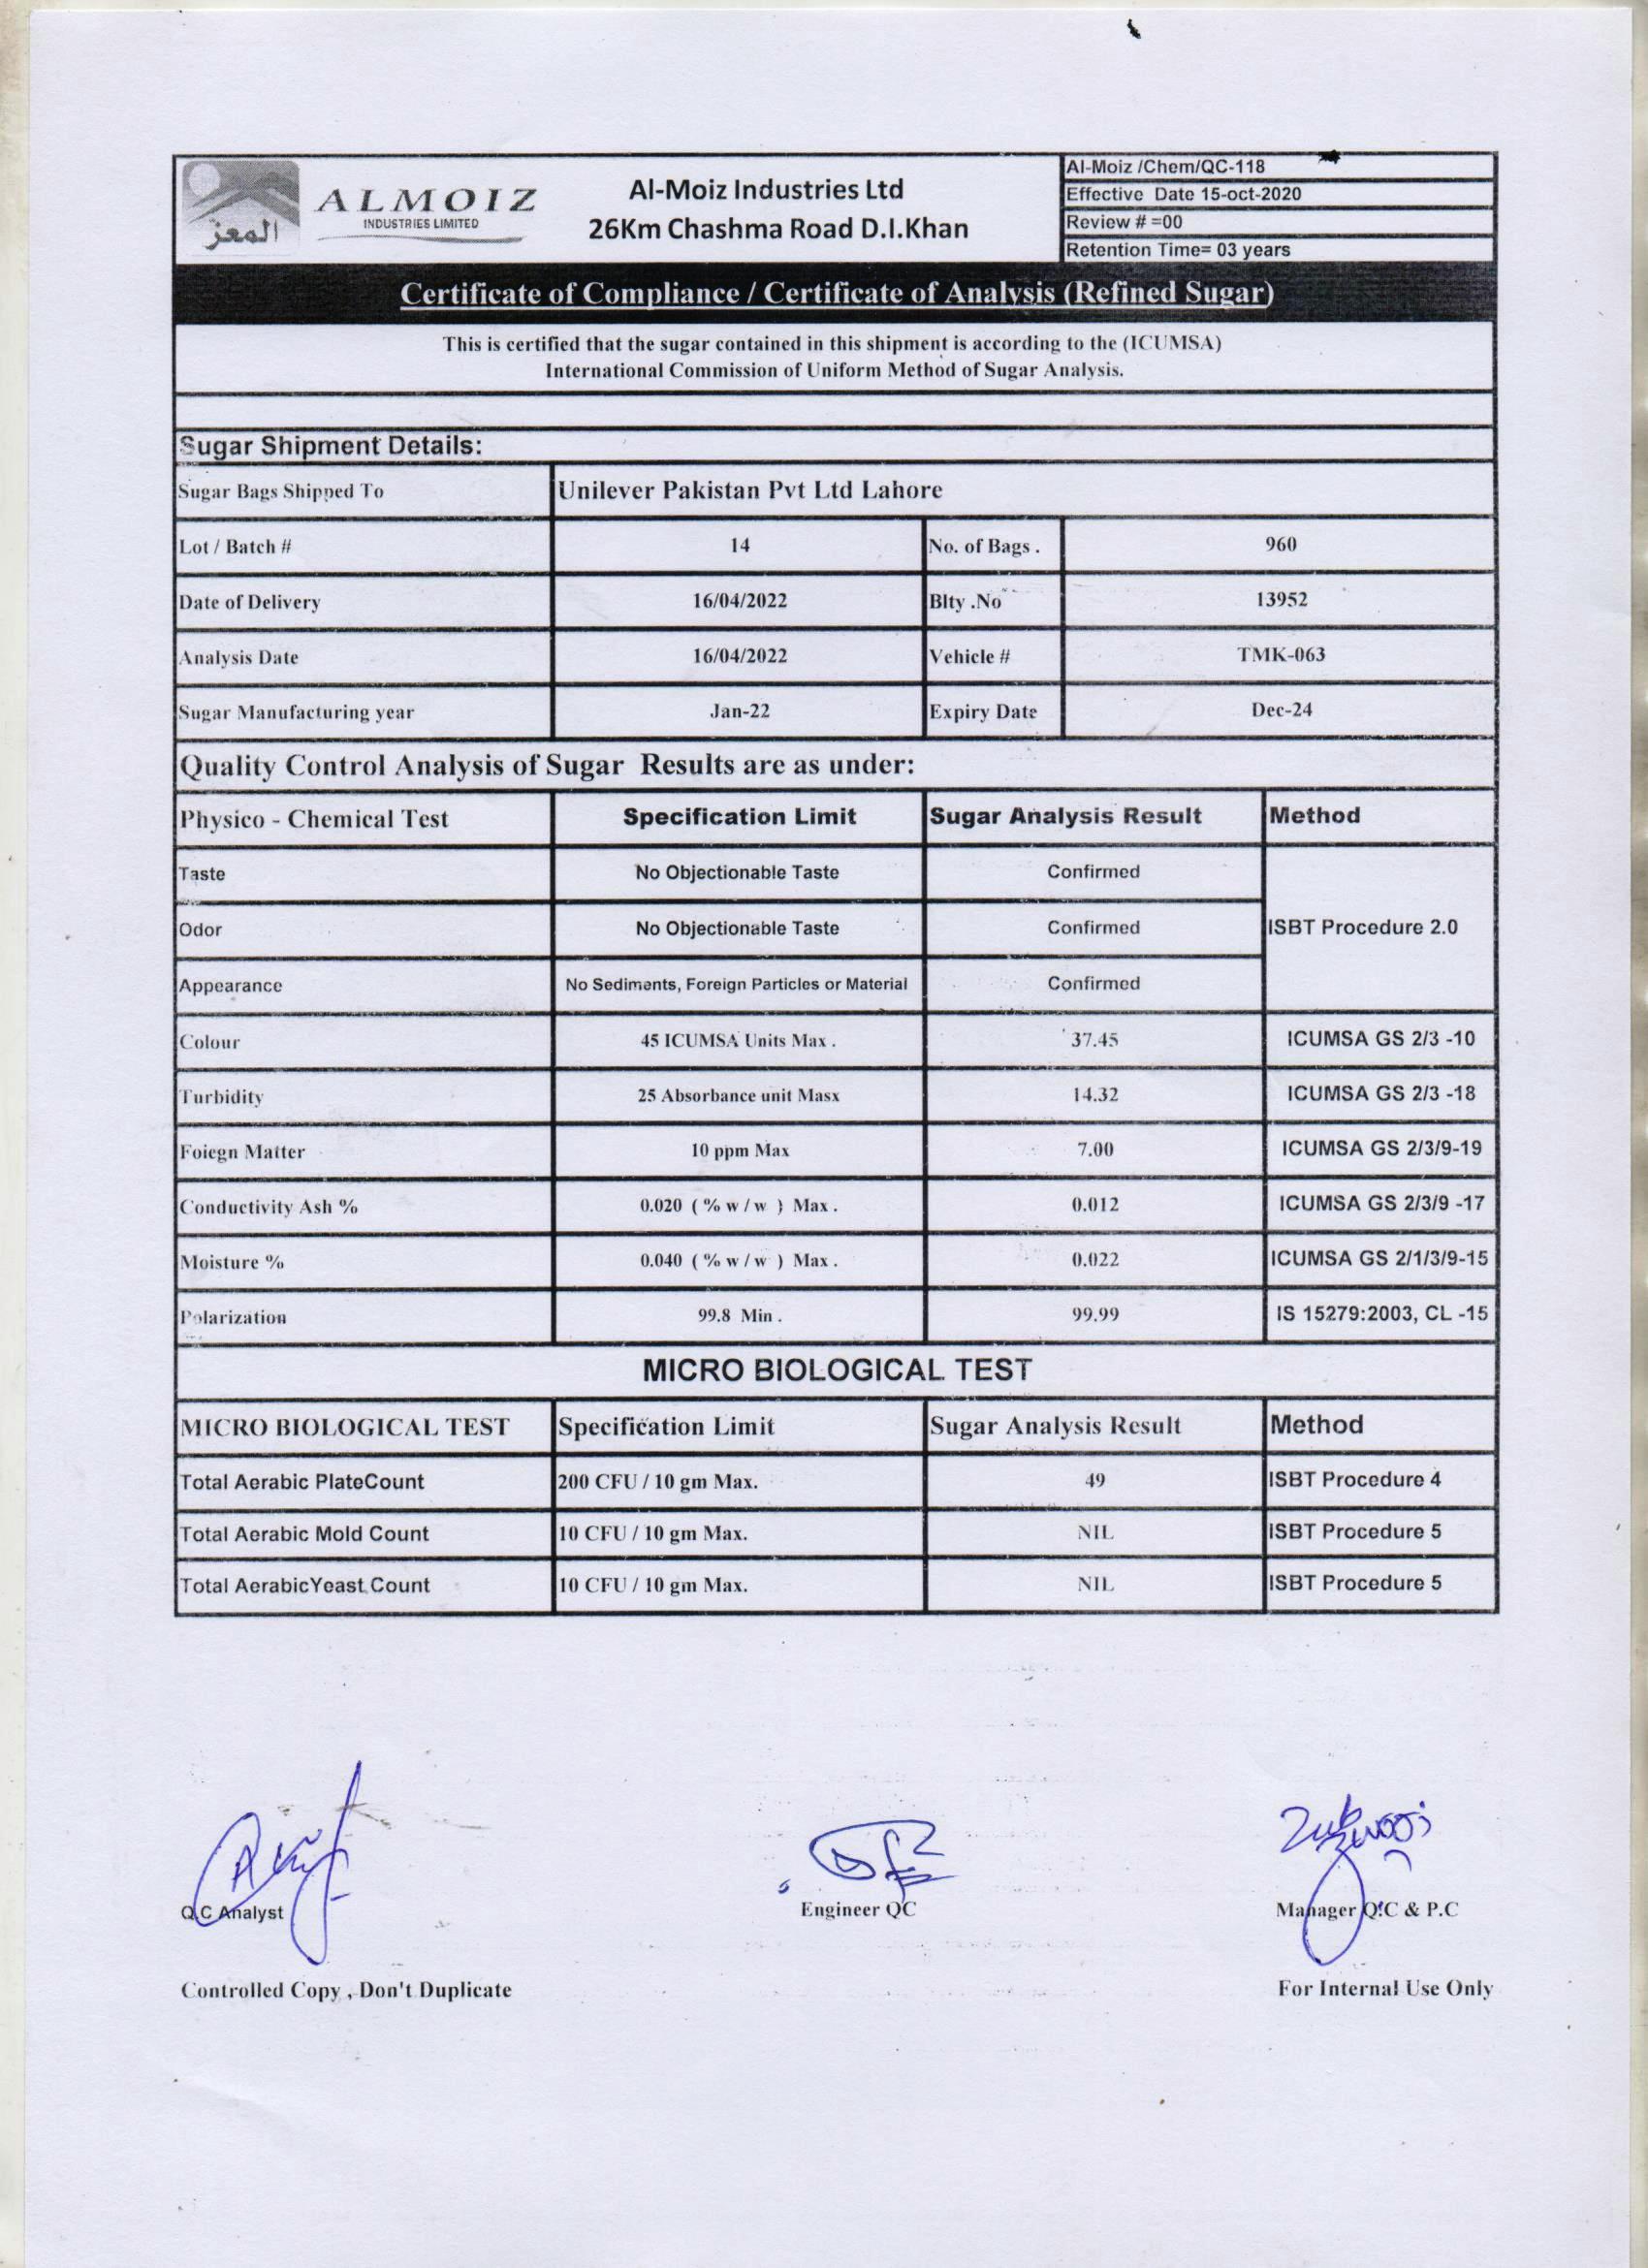 المعز
ALMOIZ
INDUSTRIES LIMITED
Al-Moiz Industries Ltd
26Km Chashma Road D.I.Khan
Al-Moiz /Chem/QC-118
Effective Date 15-oct-2020
Review # =00
Retention Time= 03 years
Certificate of Compliance / Certificate of Analysis (Refined Sugar)
This is certified that the sugar contained in this shipment is according to the (ICUMSA)
International Commission of Uniform Method of Sugar Analysis.
Sugar Shipment Details:
Sugar Bags Shipped To Unilever Pakistan Pvt Ltd Lahore
Lot / Batch # 14 No. of Bags . 960
Date of Delivery 16/04/2022 Blty .No 13952
Analysis Date 16/04/2022 Vehicle # TMK-063
Sugar Manufacturing year Jan-22 Expiry Date Dec-24
Quality Control Analysis of Sugar Results are as under:
Physico - Chemical Test Specification Limit Sugar Analysis Result Method
Taste No Objectionable Taste Confirmed
Odor No Objectionable Taste Confirmed ISBT Procedure 2.0
Appearance No Sediments, Foreign Particles or Material Confirmed
Colour 45 ICUMSA Units Max . 37.45 ICUMSA GS 2/3 -10
Turbidity 25 Absorbance unit Masx 14.32 ICUMSA GS 2/3 -18
Foiegn Matter 10 ppm Max 7.00 ICUMSA GS 2/3/9-19
Conductivity Ash % 0.020 ( % w / w ) Max . 0.012 ICUMSA GS 2/3/9 -17
Moisture % 0.040 ( % w / w ) Max . 0.022 ICUMSA GS 2/1/3/9-15
Polarization 99.8 Min . 99.99 IS 15279:2003, CL -15
MICRO BIOLOGICAL TEST
MICRO BIOLOGICAL TEST Specification Limit Sugar Analysis Result Method
Total Aerabic PlateCount 200 CFU / 10 gm Max. 49 ISBT Procedure 4
Total Aerabic Mold Count 10 CFU / 10 gm Max. NIL ISBT Procedure 5
Total AerabicYeast Count 10 CFU / 10 gm Max. NIL ISBT Procedure 5
Q.C Analyst Engineer QC Manager Q.C & P.C
Controlled Copy , Don't Duplicate For Internal Use Only